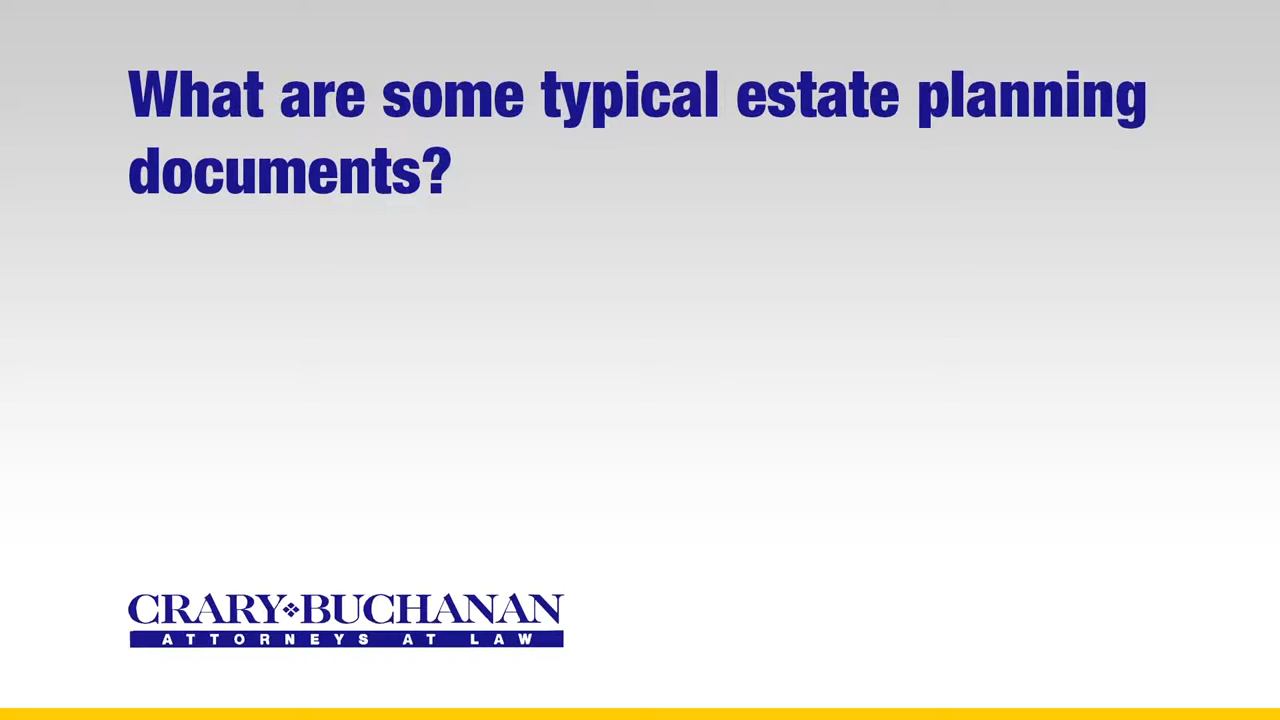 What are some typical estate planning
documents?
CRARY BUCHANAN
ATTORNEYS AT LAW